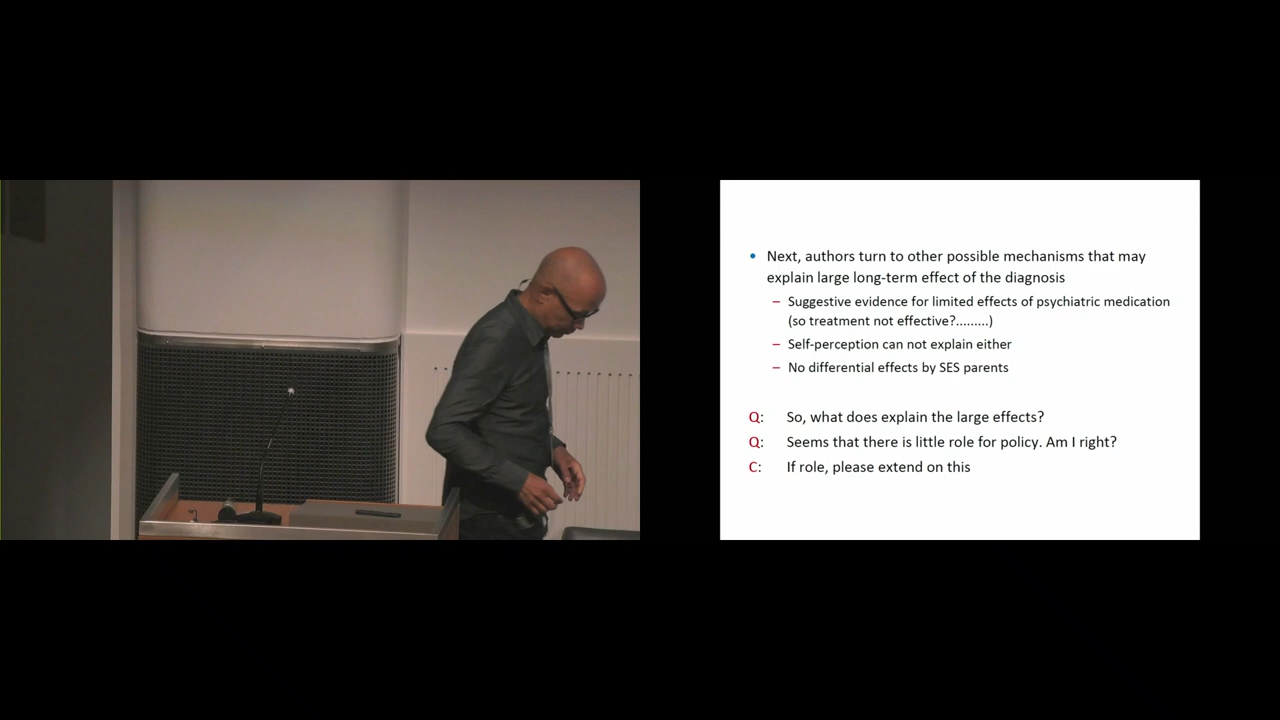 • Next, authors turn to other possible mechanisms that may
explain large long-term effect of the diagnosis
– Suggestive evidence for limited effects of psychiatric medication
(so treatment not effective?.........)
– Self-perception can not explain either
– No differential effects by SES parents
Q: So, what does explain the large effects?
Q: Seems that there is little role for policy. Am I right?
C: If role, please extend on this